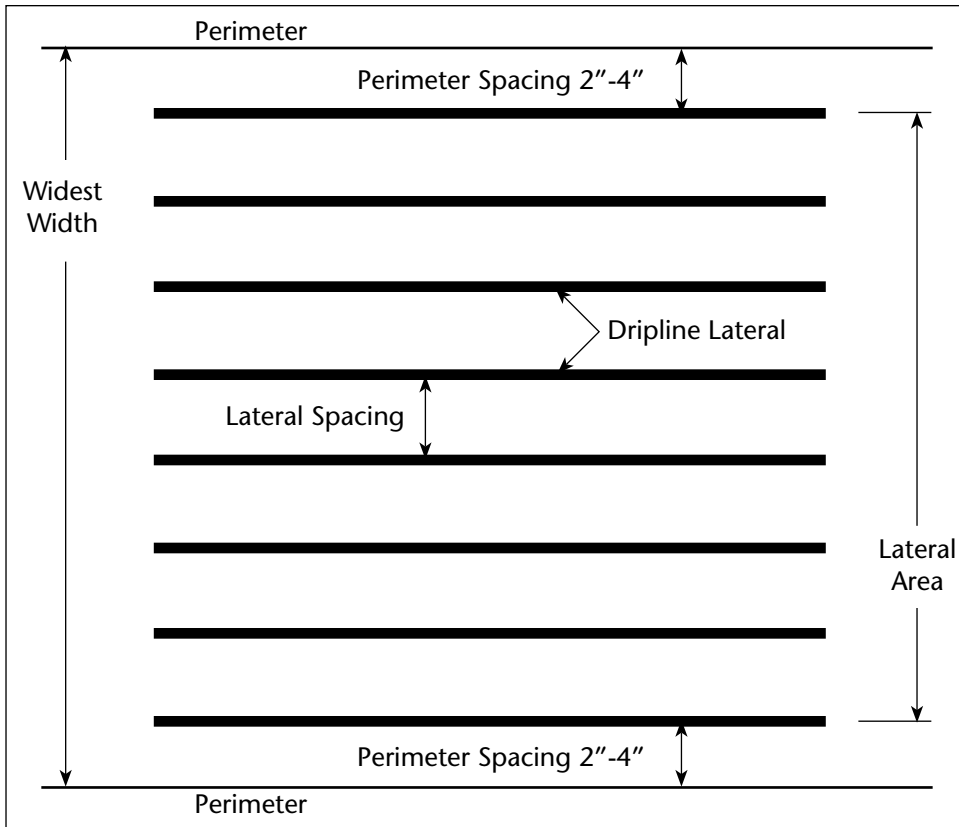 Perimeter
Perimeter Spacing 2″-4″
Widest
Width
Dripline Lateral
Lateral Spacing
Lateral
Area
Perimeter Spacing 2″-4″
Perimeter